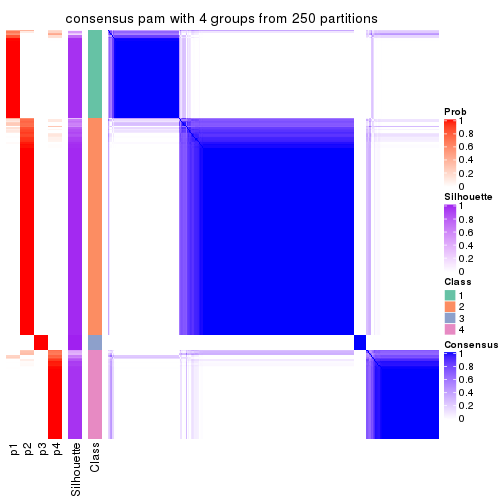 consensus pam with 4 groups from 250 partitions
Prob
1
0.8
0.6
0.4
0.2
0
Silhouette
1
0.8
0.6
0.4
0.2
0
Class
1
2
3
4
Consensus
1
0.8
0.6
0.4
0.2
0
p1
p2
p3
p4
Silhouette
Class